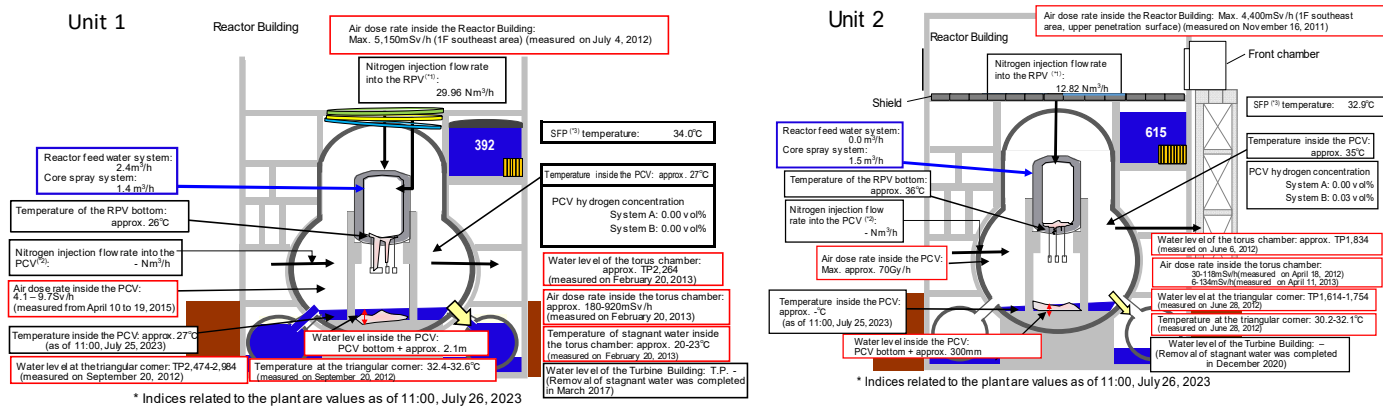 Unit 1
Reactor Building
Air dose rate inside the Reactor Building:
Max. 5,150mSv/h (1F southeast area) (measured on July 4, 2012)
Nitrogen injection flow rate
into the RPV(*1):
29.96 Nm3/h
392
SFP (*3) temperature: 34.0℃
Reactor feed water system:
2.4m3/h
Core spray system:
1.4 m3/h
Temperature inside the PCV: approx. 27℃
PCV hydrogen concentration
System A: 0.00 vol%
System B: 0.00 vol%
Temperature of the RPV bottom:
approx. 26℃
Nitrogen injection flow rate into the
PCV(*2): - Nm3/h
Air dose rate inside the PCV:
4.1 – 9.7Sv/h
(measured from April 10 to 19, 2015)
Water level of the torus chamber:
approx. TP2,264
(measured on February 20, 2013)
Air dose rate inside the torus chamber:
approx. 180-920mSv/h
(measured on February 20, 2013)
Temperature inside the PCV: approx. 27℃
(as of 11:00, July 25, 2023)
Water level inside the PCV:
PCV bottom + approx. 2.1m
Temperature of stagnant water inside
the torus chamber: approx. 20-23℃
(measured on February 20, 2013)
Water level at the triangular corner: TP2,474-2,984
(measured on September 20, 2012)
Temperature at the triangular corner: 32.4-32.6℃
(measured on September 20, 2012)
Water level of the Turbine Building: T.P. -
(Removal of stagnant water was completed
in March 2017)
* Indices related to the plant are values as of 11:00, July 26, 2023
Unit 2
Reactor Building
Air dose rate inside the Reactor Building: Max. 4,400mSv/h (1F southeast
area, upper penetration surface) (measured on November 16, 2011)
Front chamber
Nitrogen injection flow rate
into the RPV(*1):
12.82 Nm3/h
Shield
615
SFP (*3) temperature: 32.9℃
Reactor feed water system:
0.0 m3/h
Core spray system:
1.5 m3/h
Temperature inside the PCV:
approx. 35℃
PCV hydrogen concentration
System A: 0.00 vol%
System B: 0.03 vol%
Temperature of the RPV bottom:
approx. 36℃
Nitrogen injection flow
rate into the PCV (*2):
- Nm3/h
Air dose rate inside the PCV:
Max. approx. 70Gy/h
Water level of the torus chamber: approx. TP1,834
(measured on June 6, 2012)
Air dose rate inside the torus chamber:
30-118mSv/h(measured on April 18, 2012)
6-134mSv/h(measured on April 11, 2013)
Water level at the triangular corner: TP1,614-1,754
(measured on June 28, 2012)
Temperature at the triangular corner: 30.2-32.1℃
(measured on June 28, 2012)
Temperature inside the PCV:
approx. -℃
(as of 11:00, July 25, 2023)
Water level inside the PCV:
PCV bottom + approx. 300mm
Water level of the Turbine Building: –
(Removal of stagnant water was completed
in December 2020)
* Indices related to the plant are values as of 11:00, July 26, 2023